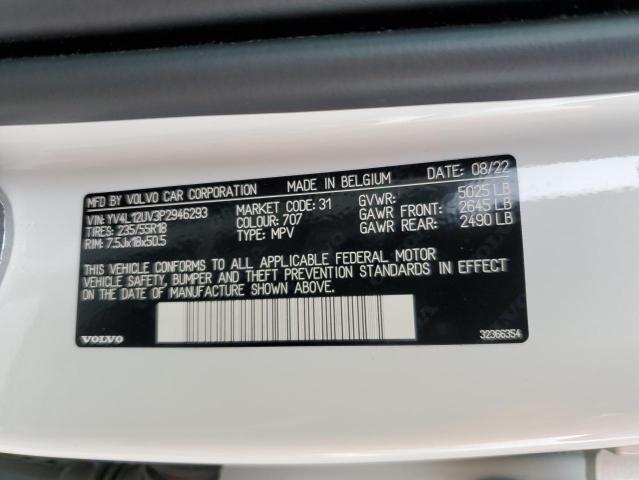 MFD BY VOLVO CAR CORPORATION MADE IN BELGIUM DATE: 08/22
VIN: YV4L12UV3P2946293 MARKET CODE: 31 GVWR: 5025 LB
TIRES: 235/55R18 COLOUR: 707 GAWR FRONT: 2645 LB
RIM: 7.5Jx18x50.5 TYPE: MPV GAWR REAR: 2490 LB
THIS VEHICLE CONFORMS TO ALL APPLICABLE FEDERAL MOTOR
VEHICLE SAFETY, BUMPER AND THEFT PREVENTION STANDARDS IN EFFECT
ON THE DATE OF MANUFACTURE SHOWN ABOVE.
VOLVO 32366354